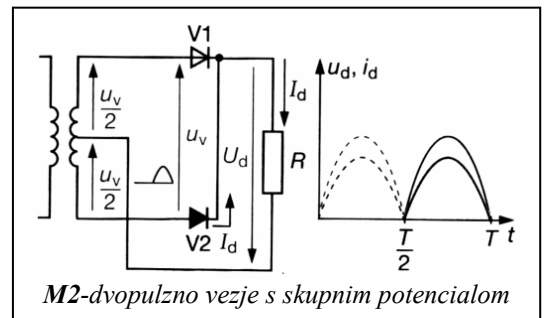 V1
u_v/2
u_v/2
u_v
U_d
I_d
R
V2
I_d
u_d, i_d
T/2
T
t
M2-dvopulzno vezje s skupnim potencialom